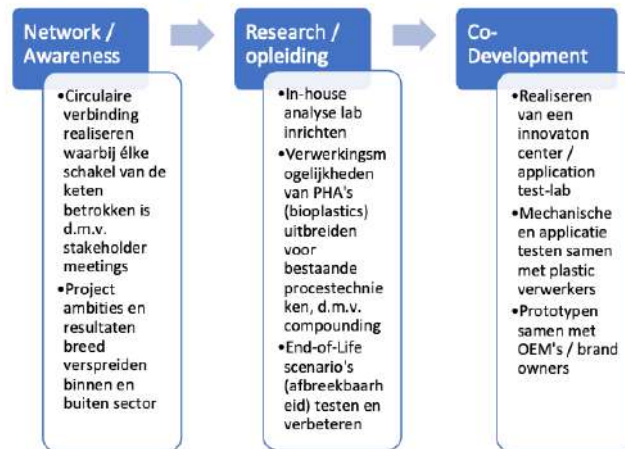 Network /
Awareness
•Circulaire
verbinding
realiseren
waarbij élke
schakel van de
keten
betrokken is
d.m.v.
stakeholder
meetings
•Project
ambities en
resultaten
breed
verspreiden
binnen en
buiten sector
Research /
opleiding
•In-house
analyse lab
inrichten
•Verwerkingsm
ogelijkheden
van PHA's
(bioplastics)
uitbreiden
voor
bestaande
procestechnie
ken, d.m.v.
compounding
•End-of-Life
scenario's
(afbreekbaarh
eid) testen en
verbeteren
Co-
Development
•Realiseren
van een
innovaton
center /
application
test-lab
•Mechanische
en applicatie
testen samen
met plastic
verwerkers
•Prototypen
samen met
OEM's / brand
owners